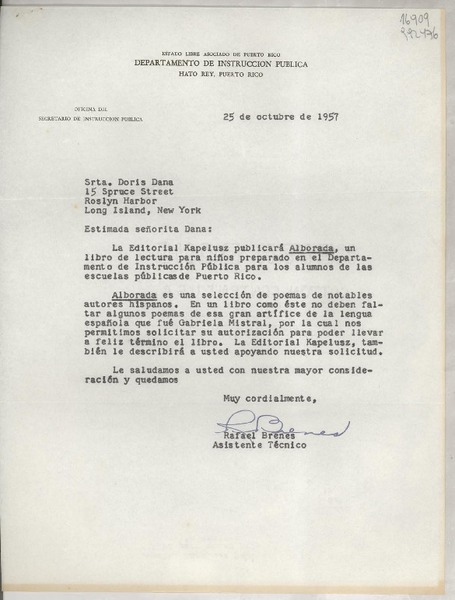 16909
992476
ESTADO LIBRE ASOCIADO DE PUERTO RICO
DEPARTAMENTO DE INSTRUCCION PUBLICA
HATO REY, PUERTO RICO
OFICINA DEL
SECRETARIO DE INSTRUCCION PUBLICA
25 de octubre de 1957
Srta. Doris Dana
15 Spruce Street
Roslyn Harbor
Long Island, New York
Estimada señorita Dana:
La Editorial Kapelusz publicará Alborada, un
libro de lectura para niños preparado en el Departa-
mento de Instrucción Pública para los alumnos de las
escuelas públicas de Puerto Rico.
Alborada es una selección de poemas de notables
autores hispanos. En un libro como éste no deben fal-
tar algunos poemas de esa gran artífice de la lengua
española que fué Gabriela Mistral, por la cual nos
permitimos solicitar su autorización para poder llevar
a feliz término el libro. La Editorial Kapelusz, tam-
bién le describirá a usted apoyando nuestra solicitud.
Le saludamos a usted con nuestra mayor conside-
ración y quedamos
Muy cordialmente,
R. Brenes
Rafael Brenes
Asistente Técnico